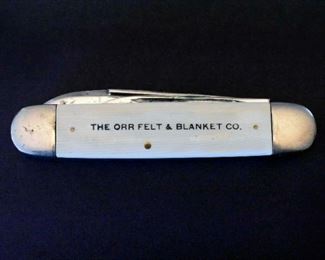 THE ORR FELT & BLANKET CO.